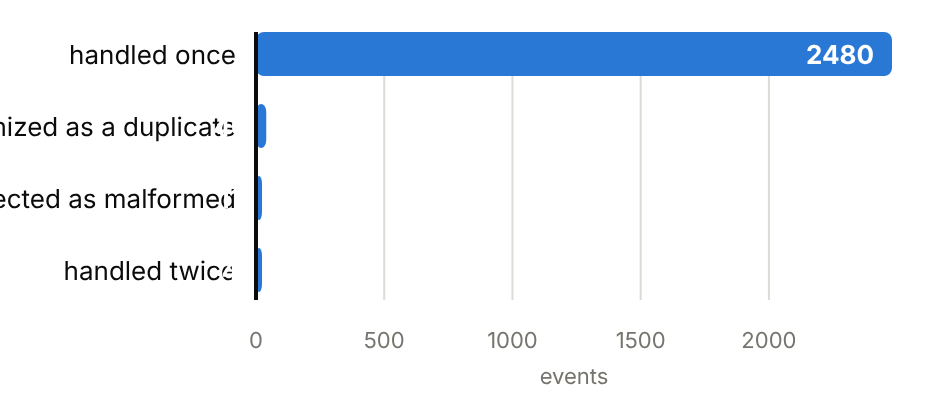 handled once
2480
nized as a duplicate
ected as malformed
handled twice
0 500 1000 1500 2000
events